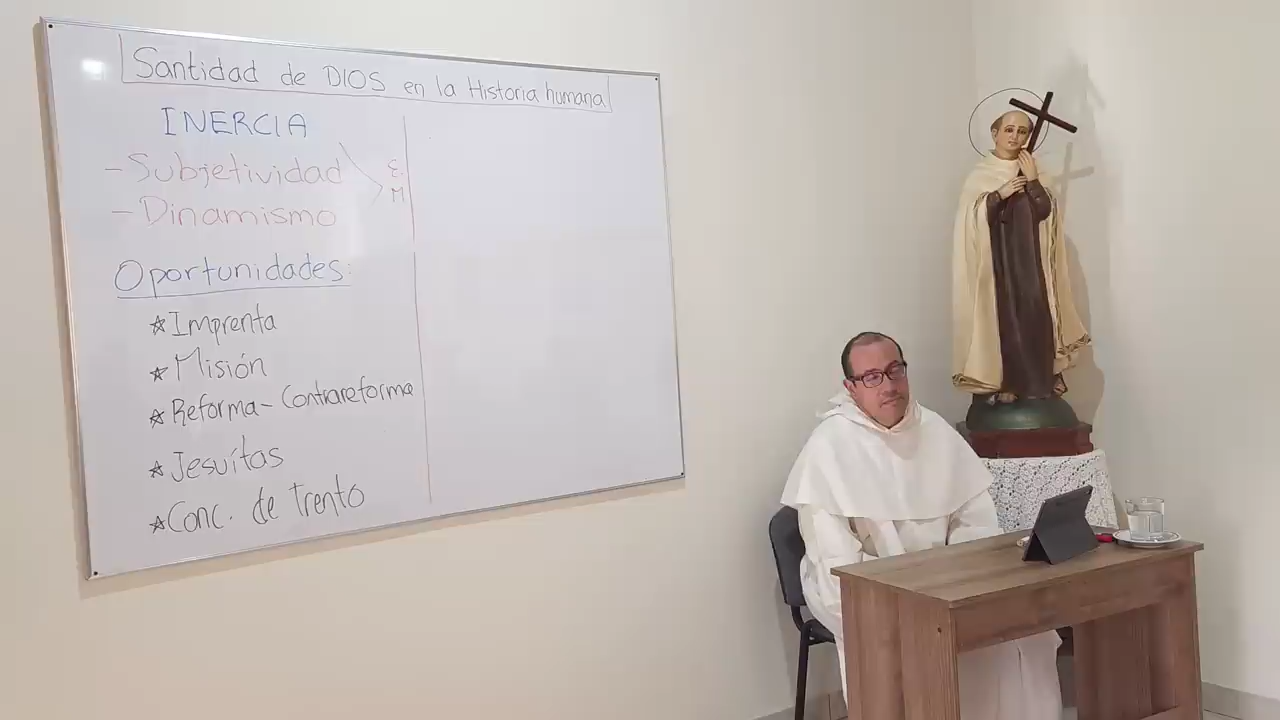 Santidad de DIOS en la Historia humana
INERCIA
- Subjetividad
- Dinamismo
E.
M
Oportunidades:
☆ Imprenta
☆ Misión
☆ Reforma - Contrareforma
☆ Jesuítas
☆ Conc. de trento